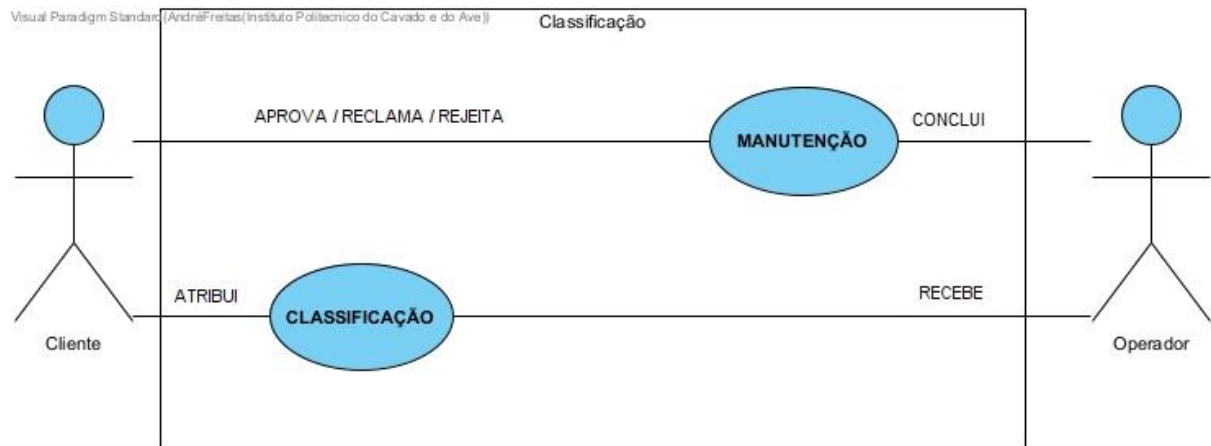 Visual Paradigm Standard(AndréFreitas(Instituto Politecnico do Cavado e do Ave))
Classificação
APROVA / RECLAMA / REJEITA
MANUTENÇÃO
CONCLUI
ATRIBUI
CLASSIFICAÇÃO
RECEBE
Cliente
Operador